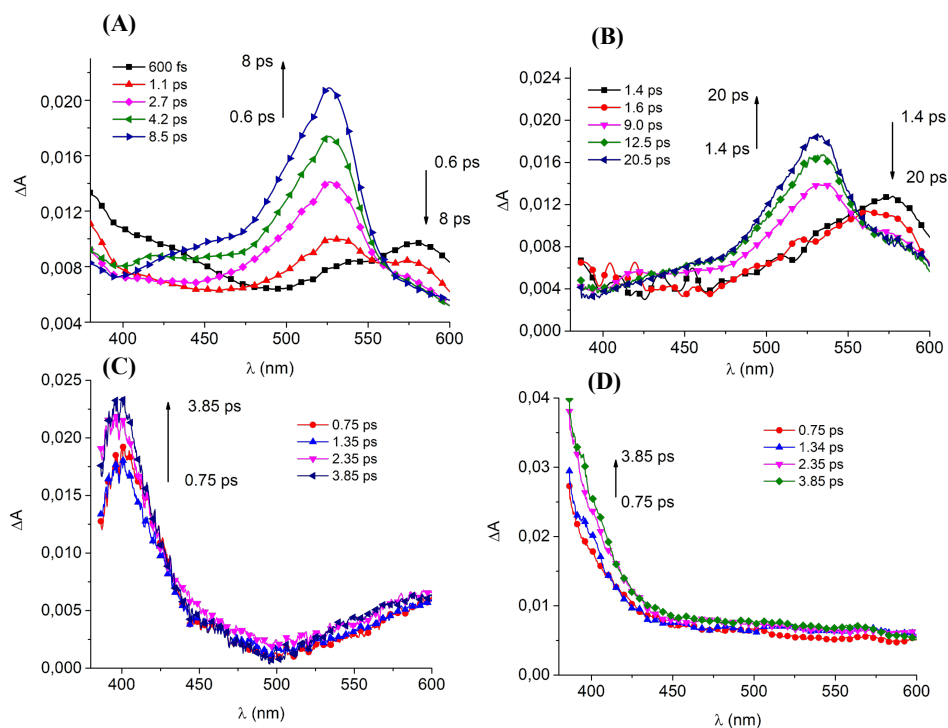 (A)
600 fs
1.1 ps
2.7 ps
4.2 ps
8.5 ps
8 ps
0.6 ps
0.6 ps
8 ps
0,020
0,016
0,012
0,008
0,004
ΔA
400 450 500 550 600
λ (nm)
(B)
1.4 ps
1.6 ps
9.0 ps
12.5 ps
20.5 ps
20 ps
1.4 ps
1.4 ps
20 ps
0,024
0,020
0,016
0,012
0,008
0,004
0,000
ΔA
400 450 500 550 600
λ (nm)
(C)
3.85 ps
0.75 ps
0.75 ps
1.35 ps
2.35 ps
3.85 ps
0,025
0,020
0,015
0,010
0,005
0,000
ΔA
400 450 500 550 600
λ (nm)
(D)
3.85 ps
0.75 ps
0.75 ps
1.34 ps
2.35 ps
3.85 ps
0,04
0,03
0,02
0,01
0,00
ΔA
400 450 500 550 600
λ (nm)